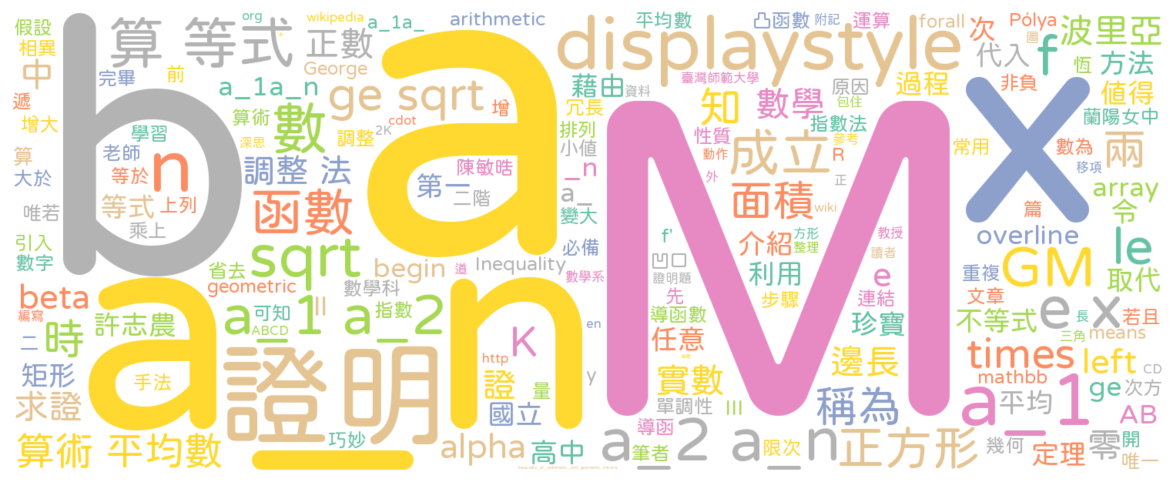 假設
相異
中
完畢
前
遞
增大
算 等式
正數
org
wikipedia
a_1a_
George
arithmetic
a_1a_n
ge sqrt
增
算術
數
調整
2K
cdot
深思
b
a
學習
老師
n
等於
上列
等式
乘上
算
大於
唯若
調整 法
函數
第一
陳敏晧
二階
引入
數字
省去
sqrt
geometric
begin
Inequality
數學科
道
數學系
必備
變大
a_
_n
小值
排列
冗長
藉由
資料
displaystyle
平均數
凸函數
附記
運算
forall
次
Pólya
圖
代入
f
波里亞
恆
方法
臺灣師範大學
原因
包住
過程
非負
值得
知
數學
指數法
性質
動作
外
成立
參考
R
正
常用
數為
移項
蘭陽女中
兩
M
x
面積
wiki
篇
array
令
overline
le
f'
凹口
證明題
先
導函數
任意
介紹
方形
整理
教授
讀者
利用
e
連結
步驟
珍寶
重複
GM
取代
文章
e
x
長
若且
不等式
三角
means
beta
編寫
二
時
許志農
a_1
可知
ABCD
II
a_2
指數
a
n
en
K
http
證
量
國立
y
矩形
求證
手法
證明
巧妙
_
實數
單調性
III
邊長
稱為
times
left
CD
mathbb
ge
次方
a_1
平均
AB
算術 平均數
alpha
高中
導函
筆者
a_2 a_n
限次
正方形
幾何
定理
零
開
唯一